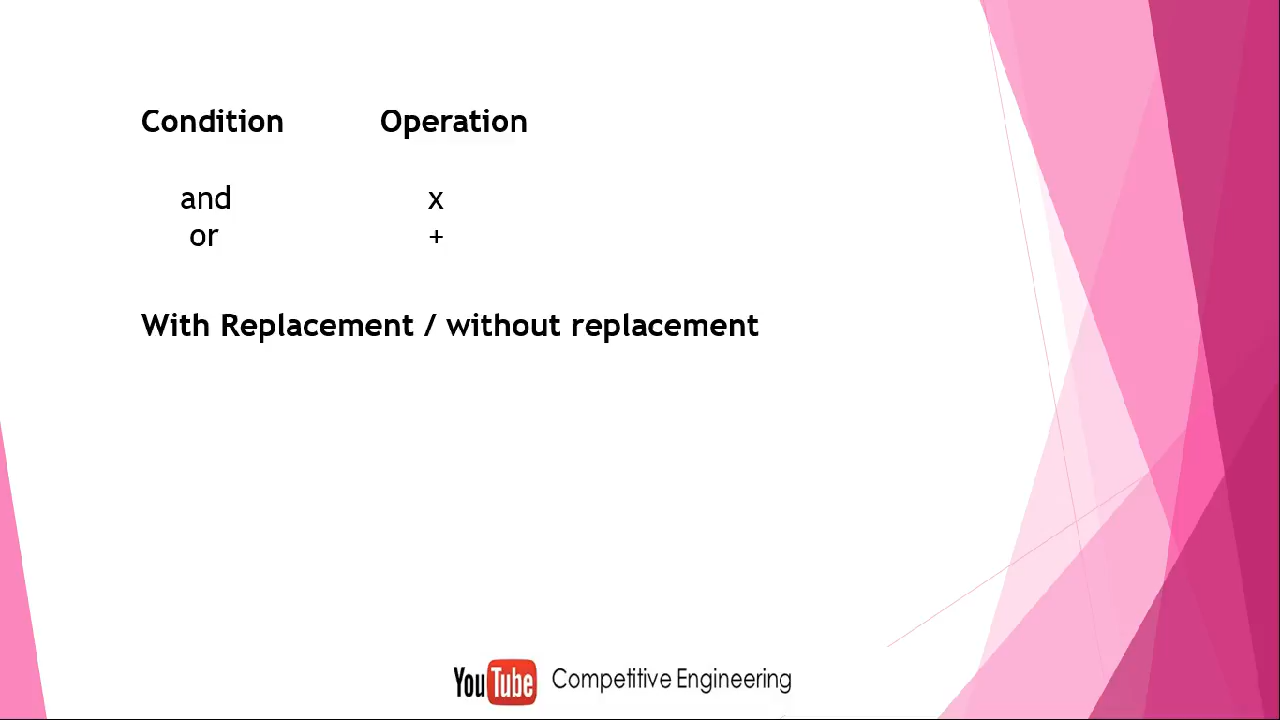 Condition Operation
and x
or +
With Replacement / without replacement
YouTube Competitive Engineering